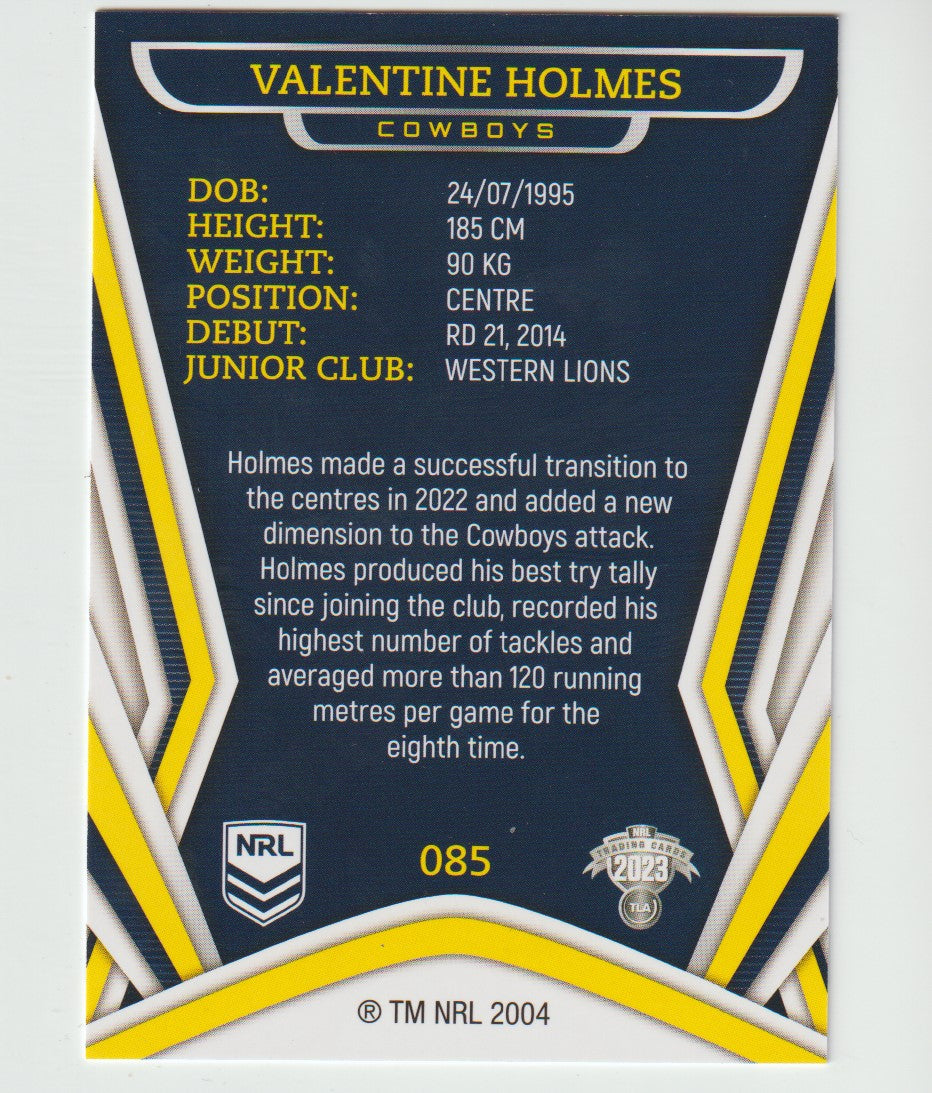 VALENTINE HOLMES
COWBOYS
DOB: 24/07/1995
HEIGHT: 185 CM
WEIGHT: 90 KG
POSITION: CENTRE
DEBUT: RD 21, 2014
JUNIOR CLUB: WESTERN LIONS
Holmes made a successful transition to
the centres in 2022 and added a new
dimension to the Cowboys attack.
Holmes produced his best try tally
since joining the club, recorded his
highest number of tackles and
averaged more than 120 running
metres per game for the
eighth time.
NRL
085
NRL
TRADING CARDS
2023
TLA
® TM NRL 2004